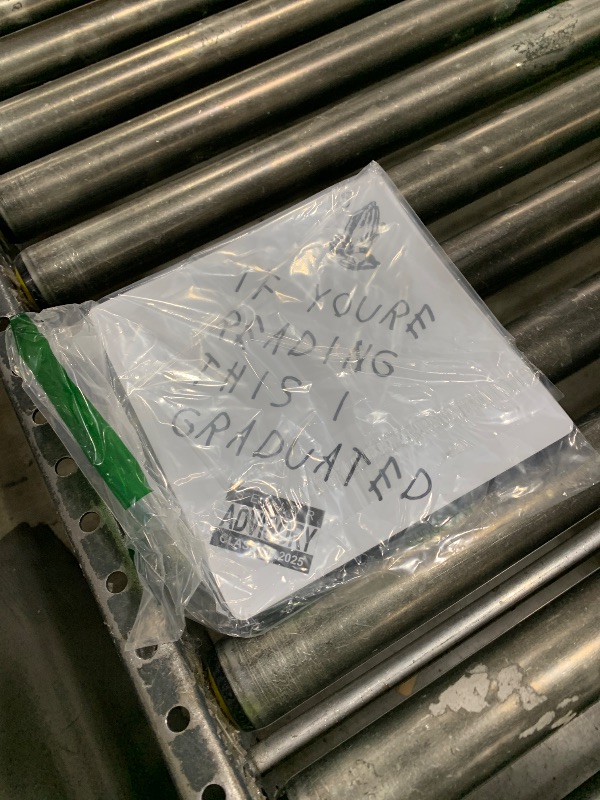 IF YOURE
READING
THIS I
GRADUATED
ADVISORY
2025